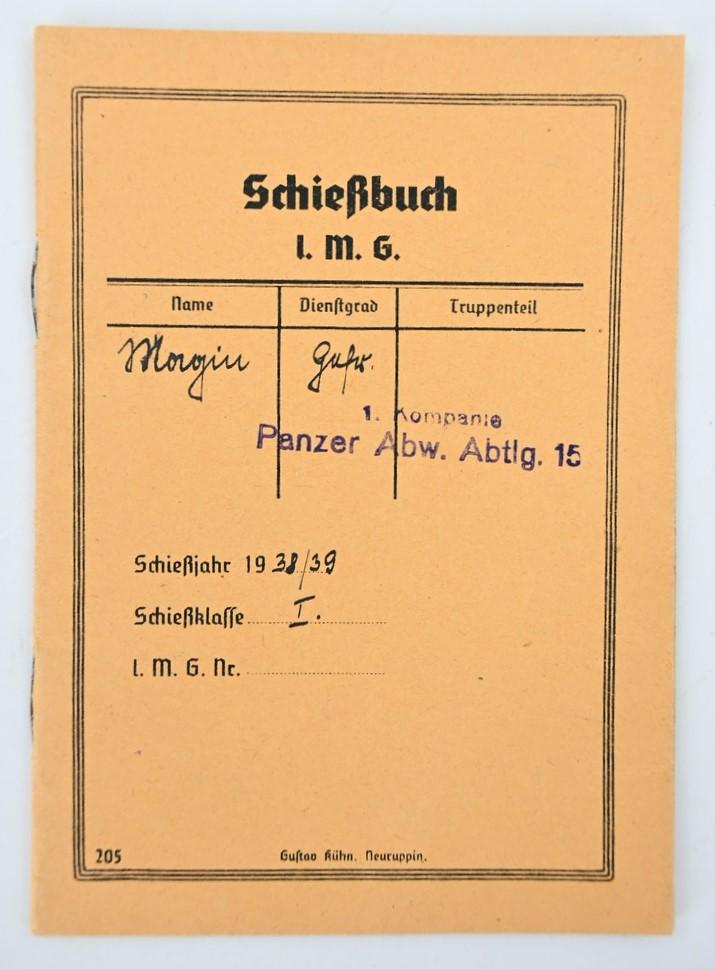 Schießbuch
l. M. G.
Name Dienstgrad Truppenteil
Magin Gefr.
1. Kompanie
Panzer Abw. Abtlg. 15
Schießjahr 1938/39
Schießklasse I.
l. M. G. Nr.
205 Gustav Kühn. Neuruppin.